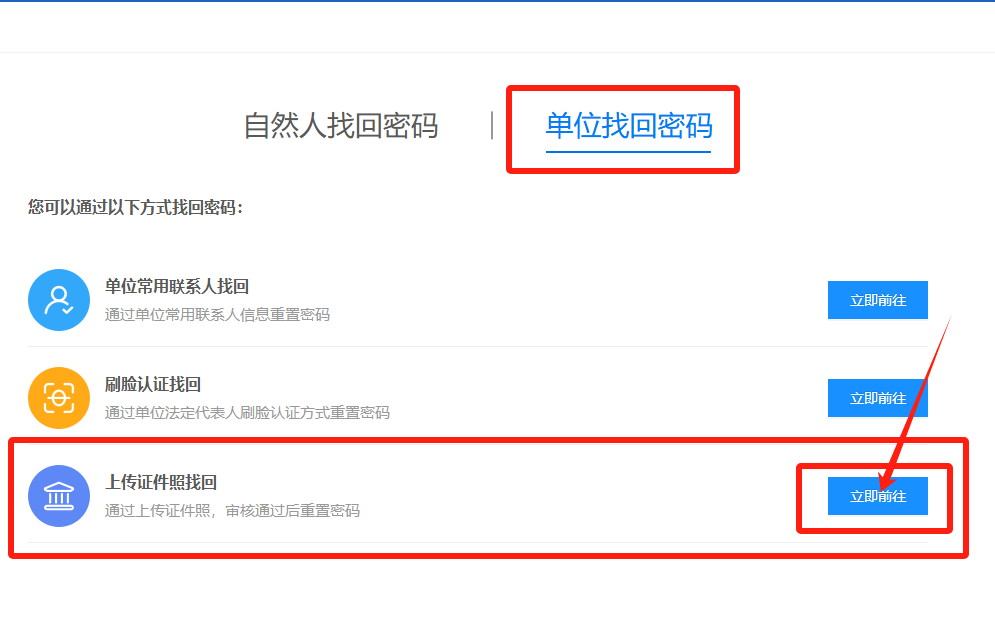 自然人找回密码
单位找回密码
您可以通过以下方式找回密码：
单位常用联系人找回
通过单位常用联系人信息重置密码
立即前往
刷脸认证找回
通过单位法定代表人刷脸认证方式重置密码
立即前往
上传证件照找回
通过上传证件照，审核通过后重置密码
立即前往